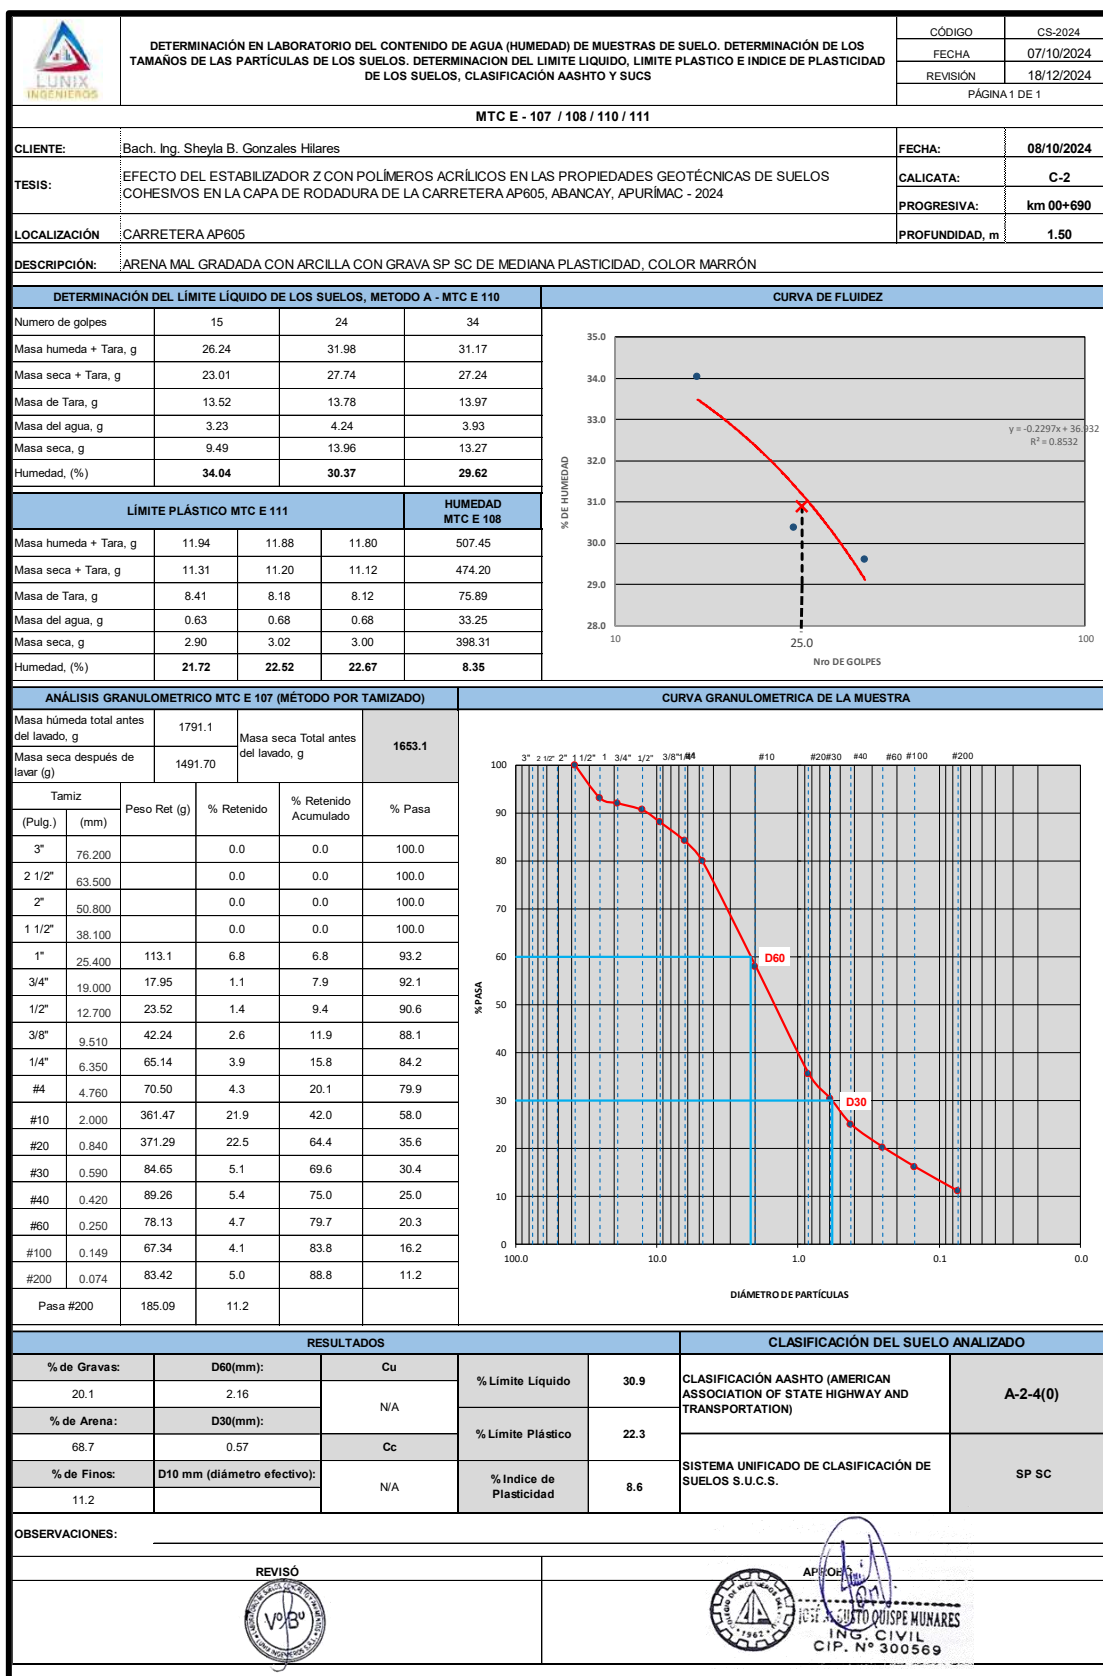 LUNIX
INGENIEROS
DETERMINACIÓN EN LABORATORIO DEL CONTENIDO DE AGUA (HUMEDAD) DE MUESTRAS DE SUELO. DETERMINACIÓN DE LOS
TAMAÑOS DE LAS PARTÍCULAS DE LOS SUELOS. DETERMINACION DEL LIMITE LIQUIDO, LIMITE PLASTICO E INDICE DE PLASTICIDAD
DE LOS SUELOS, CLASIFICACIÓN AASHTO Y SUCS
CÓDIGO CS-2024
FECHA 07/10/2024
REVISIÓN 18/12/2024
PÁGINA 1 DE 1
MTC E - 107 / 108 / 110 / 111
CLIENTE: Bach. Ing. Sheyla B. Gonzales Hilares FECHA: 08/10/2024
TESIS: EFECTO DEL ESTABILIZADOR Z CON POLÍMEROS ACRÍLICOS EN LAS PROPIEDADES GEOTÉCNICAS DE SUELOS
COHESIVOS EN LA CAPA DE RODADURA DE LA CARRETERA AP605, ABANCAY, APURÍMAC - 2024
CALICATA: C-2
PROGRESIVA: km 00+690
LOCALIZACIÓN CARRETERA AP605 PROFUNDIDAD, m 1.50
DESCRIPCIÓN: ARENA MAL GRADADA CON ARCILLA CON GRAVA SP SC DE MEDIANA PLASTICIDAD, COLOR MARRÓN
DETERMINACIÓN DEL LÍMITE LÍQUIDO DE LOS SUELOS, METODO A - MTC E 110
Numero de golpes 15 24 34
Masa humeda + Tara, g 26.24 31.98 31.17
Masa seca + Tara, g 23.01 27.74 27.24
Masa de Tara, g 13.52 13.78 13.97
Masa del agua, g 3.23 4.24 3.93
Masa seca, g 9.49 13.96 13.27
Humedad, (%) 34.04 30.37 29.62
LÍMITE PLÁSTICO MTC E 111 HUMEDAD
MTC E 108
Masa humeda + Tara, g 11.94 11.88 11.80 507.45
Masa seca + Tara, g 11.31 11.20 11.12 474.20
Masa de Tara, g 8.41 8.18 8.12 75.89
Masa del agua, g 0.63 0.68 0.68 33.25
Masa seca, g 2.90 3.02 3.00 398.31
Humedad, (%) 21.72 22.52 22.67 8.35
CURVA DE FLUIDEZ
35.0
34.0
33.0
32.0
31.0
30.0
29.0
28.0
% DE HUMEDAD
y = -0.2297x + 36.932
R² = 0.8532
10 25.0 100
Nro DE GOLPES
ANÁLISIS GRANULOMETRICO MTC E 107 (MÉTODO POR TAMIZADO)
Masa húmeda total antes
del lavado, g
1791.1
Masa seca Total antes
del lavado, g
1653.1
Masa seca después de
lavar (g)
1491.70
Tamiz Peso Ret (g) % Retenido % Retenido
Acumulado % Pasa
(Pulg.) (mm)
3" 76.200 0.0 0.0 100.0
2 1/2" 63.500 0.0 0.0 100.0
2" 50.800 0.0 0.0 100.0
1 1/2" 38.100 0.0 0.0 100.0
1" 25.400 113.1 6.8 6.8 93.2
3/4" 19.000 17.95 1.1 7.9 92.1
1/2" 12.700 23.52 1.4 9.4 90.6
3/8" 9.510 42.24 2.6 11.9 88.1
1/4" 6.350 65.14 3.9 15.8 84.2
#4 4.760 70.50 4.3 20.1 79.9
#10 2.000 361.47 21.9 42.0 58.0
#20 0.840 371.29 22.5 64.4 35.6
#30 0.590 84.65 5.1 69.6 30.4
#40 0.420 89.26 5.4 75.0 25.0
#60 0.250 78.13 4.7 79.7 20.3
#100 0.149 67.34 4.1 83.8 16.2
#200 0.074 83.42 5.0 88.8 11.2
Pasa #200 185.09 11.2
CURVA GRANULOMETRICA DE LA MUESTRA
3" 2 1/2" 2" 1 1/2" 1 3/4" 1/2" 3/8" 1/4" #4 #10 #20 #30 #40 #60 #100 #200
100
90
80
70
60
50
40
30
20
10
0
% PASA
D60
D30
100.0 10.0 1.0 0.1 0.0
DIÁMETRO DE PARTÍCULAS
RESULTADOS
% de Gravas: D60(mm): Cu
20.1 2.16 N/A
% de Arena: D30(mm):
68.7 0.57 Cc
% de Finos: D10 mm (diámetro efectivo): N/A
11.2
% Límite Líquido 30.9
% Límite Plástico 22.3
% Indice de
Plasticidad 8.6
CLASIFICACIÓN DEL SUELO ANALIZADO
CLASIFICACIÓN AASHTO (AMERICAN
ASSOCIATION OF STATE HIGHWAY AND
TRANSPORTATION)
A-2-4(0)
SISTEMA UNIFICADO DE CLASIFICACIÓN DE
SUELOS S.U.C.S.
SP SC
OBSERVACIONES:
REVISÓ
VºBº
APROBÓ
1962
JOSÉ AUGUSTO QUISPE MUNARES
ING. CIVIL
CIP. Nº 300569